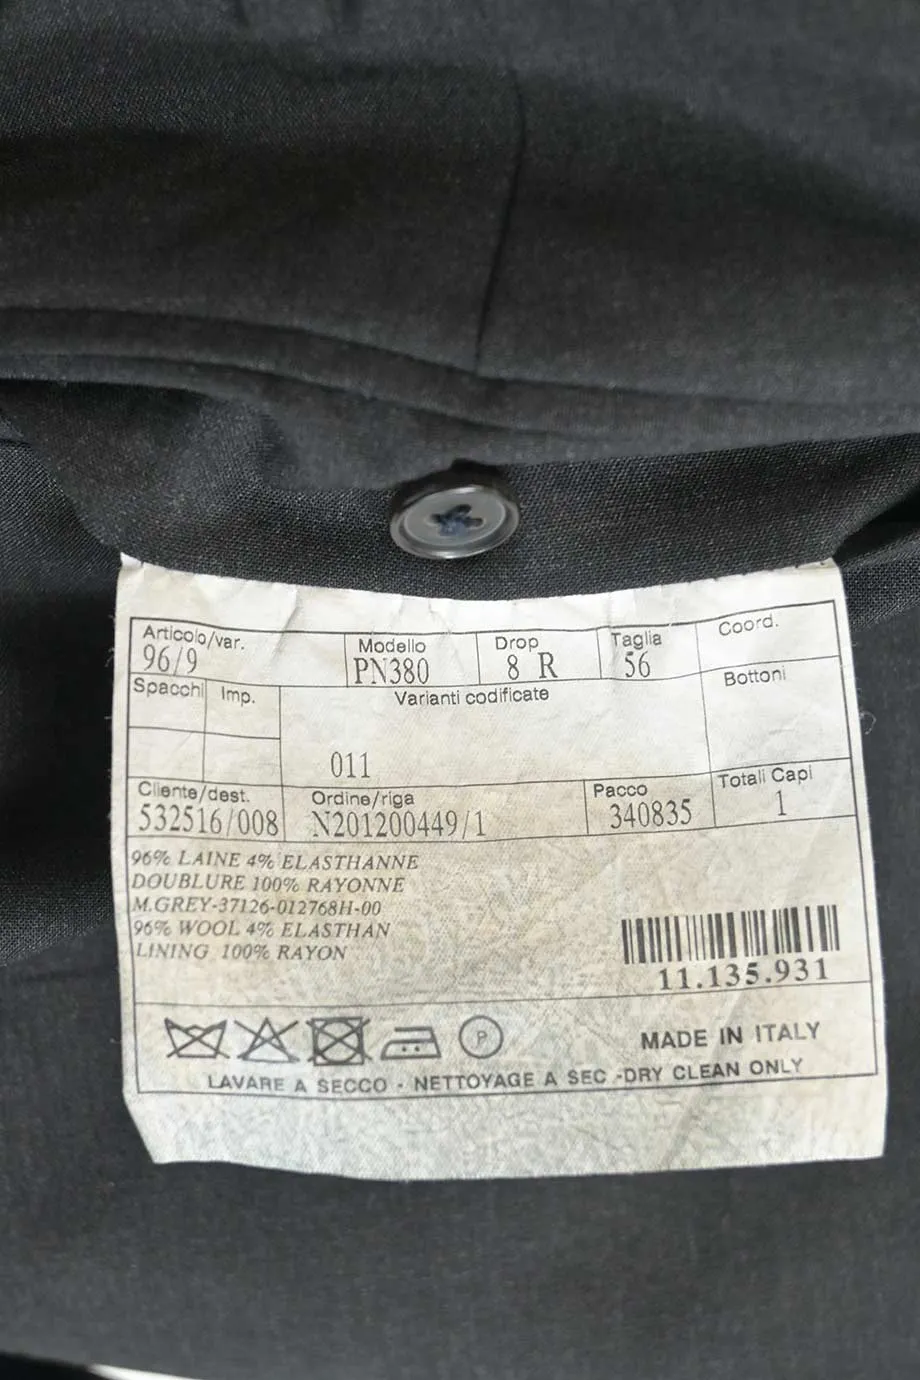 Articolo/var. Modello Drop Taglia Coord.
96/9 PN380 8 R 56
Spacchi Imp. Varianti codificate Bottoni
011
Cliente/dest. Ordine/riga Pacco Totali Capi
532516/008 N201200449/1 340835 1
96% LAINE 4% ELASTHANNE
DOUBLURE 100% RAYONNE
M.GREY-37126-012768H-00
96% WOOL 4% ELASTHAN
LINING 100% RAYON
11.135.931
P
MADE IN ITALY
LAVARE A SECCO - NETTOYAGE A SEC -DRY CLEAN ONLY